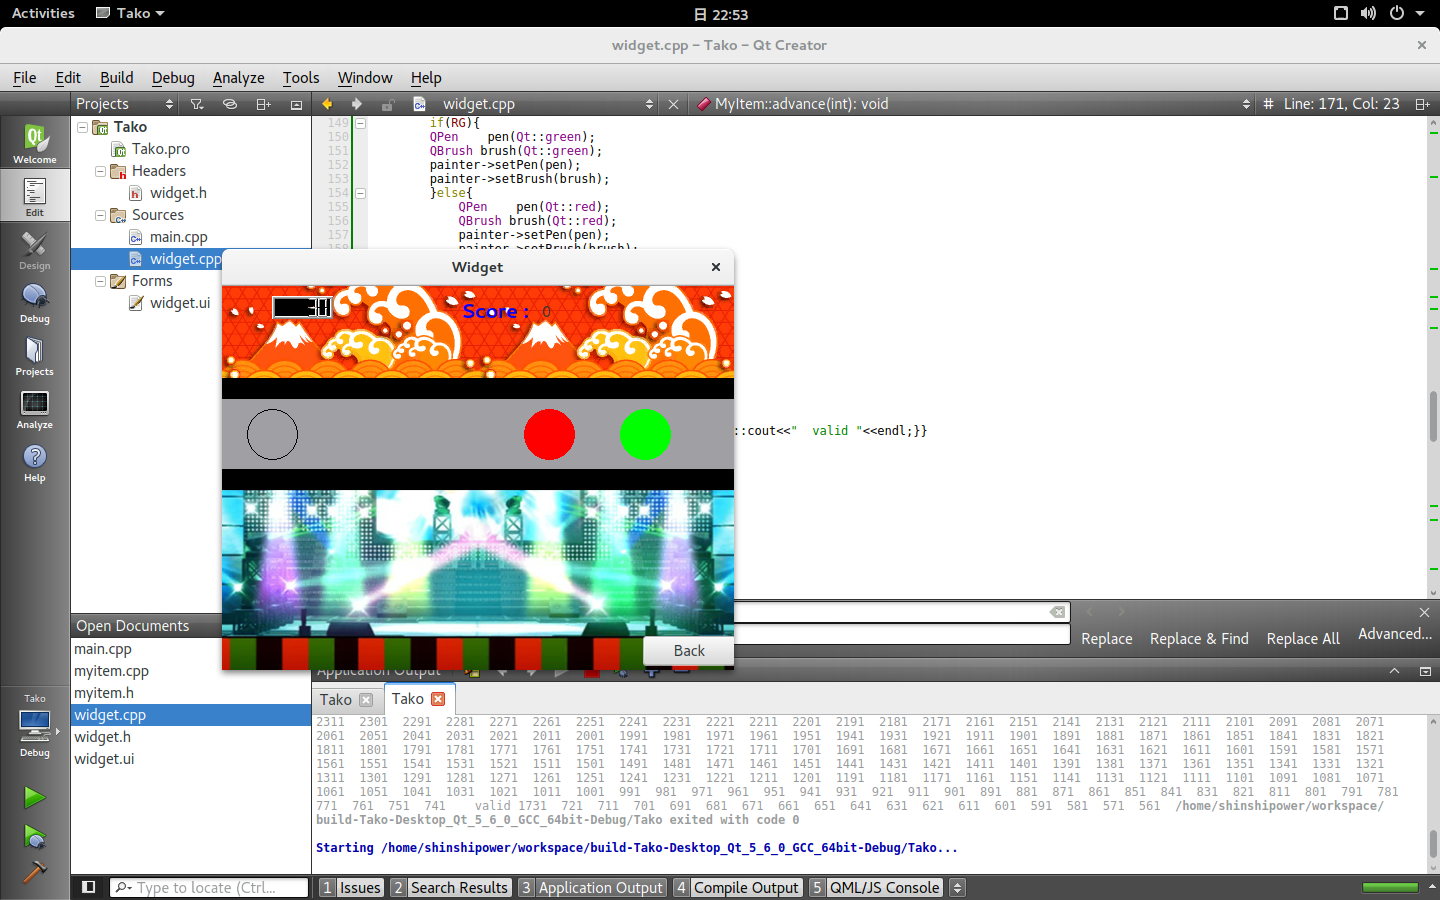 Activities Tako 日 22:53
widget.cpp – Tako – Qt Creator
File Edit Build Debug Analyze Tools Window Help
Projects widget.cpp MyItem::advance(int): void # Line: 171, Col: 23
Welcome
Edit
Design
Debug
Projects
Analyze
Help
Tako
Debug
Tako
Tako.pro
Headers
widget.h
Sources
main.cpp
widget.cpp
Forms
widget.ui
149 if(RG){
150 QPen pen(Qt::green);
151 QBrush brush(Qt::green);
152 painter->setPen(pen);
153 painter->setBrush(brush);
154 }else{
155 QPen pen(Qt::red);
156 QBrush brush(Qt::red);
157 painter->setPen(pen);
158 painter->setBrush(brush);
::cout<<"  valid "<<endl;}}
Widget
Score : 0
Back
Replace Replace & Find Replace All Advanced...
Open Documents
main.cpp
myitem.cpp
myitem.h
widget.cpp
widget.h
widget.ui
Application Output
Tako Tako
2311 2301 2291 2281 2271 2261 2251 2241 2231 2221 2211 2201 2191 2181 2171 2161 2151 2141 2131 2121 2111 2101 2091 2081 2071
2061 2051 2041 2031 2021 2011 2001 1991 1981 1971 1961 1951 1941 1931 1921 1911 1901 1891 1881 1871 1861 1851 1841 1831 1821
1811 1801 1791 1781 1771 1761 1751 1741 1731 1721 1711 1701 1691 1681 1671 1661 1651 1641 1631 1621 1611 1601 1591 1581 1571
1561 1551 1541 1531 1521 1511 1501 1491 1481 1471 1461 1451 1441 1431 1421 1411 1401 1391 1381 1371 1361 1351 1341 1331 1321
1311 1301 1291 1281 1271 1261 1251 1241 1231 1221 1211 1201 1191 1181 1171 1161 1151 1141 1131 1121 1111 1101 1091 1081 1071
1061 1051 1041 1031 1021 1011 1001 991 981 971 961 951 941 931 921 911 901 891 881 871 861 851 841 831 821 811 801 791 781
771 761 751 741 valid 1731 721 711 701 691 681 671 661 651 641 631 621 611 601 591 581 571 561 /home/shinshipower/workspace/
build-Tako-Desktop_Qt_5_6_0_GCC_64bit-Debug/Tako exited with code 0
Starting /home/shinshipower/workspace/build-Tako-Desktop_Qt_5_6_0_GCC_64bit-Debug/Tako...
Type to locate (Ctrl... 1 Issues 2 Search Results 3 Application Output 4 Compile Output 5 QML/JS Console